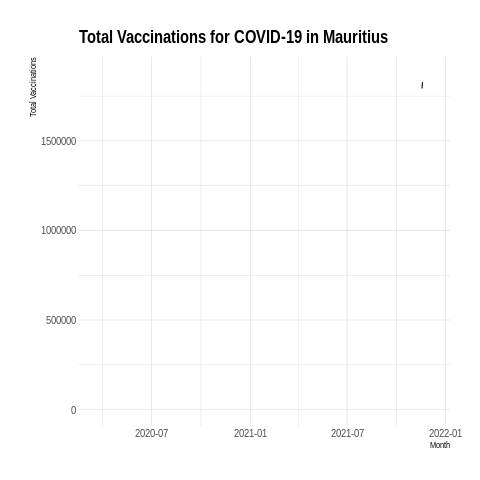 Total Vaccinations for COVID-19 in Mauritius
Total Vaccinations
1500000
1000000
500000
0
2020-07 2021-01 2021-07 2022-01
Month